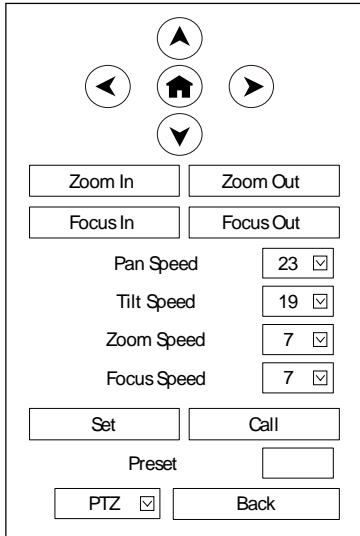 Zoom In Zoom Out
Focus In Focus Out
Pan Speed 23
Tilt Speed 19
Zoom Speed 7
Focus Speed 7
Set Call
Preset
PTZ Back